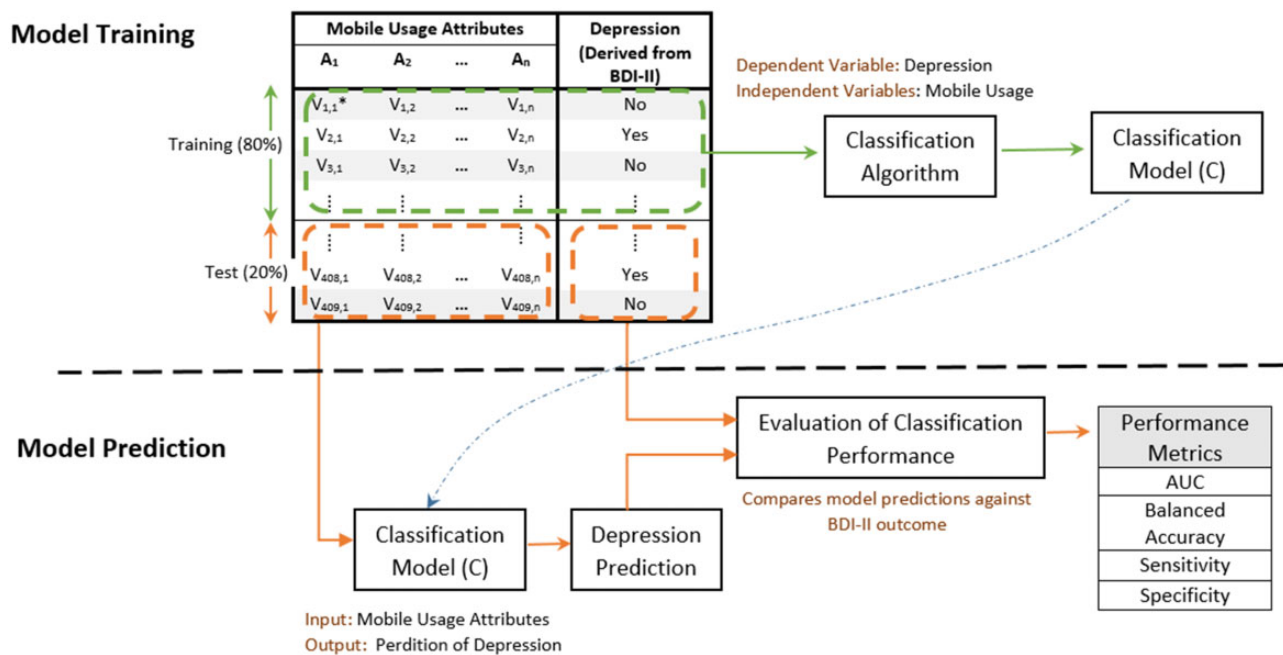 Model Training
Mobile Usage Attributes
Depression
(Derived from
BDI-II)
A1 A2 ... An
Training (80%)
V1,1* V1,2 ... V1,n No
V2,1 V2,2 ... V2,n Yes
V3,1 V3,2 ... V3,n No
Test (20%)
V408,1 V408,2 ... V408,n Yes
V409,1 V409,2 ... V409,n No
Dependent Variable: Depression
Independent Variables: Mobile Usage
Classification
Algorithm
Classification
Model (C)
Model Prediction
Classification
Model (C)
Input: Mobile Usage Attributes
Output: Perdition of Depression
Depression
Prediction
Evaluation of Classification
Performance
Compares model predictions against
BDI-II outcome
Performance
Metrics
AUC
Balanced
Accuracy
Sensitivity
Specificity